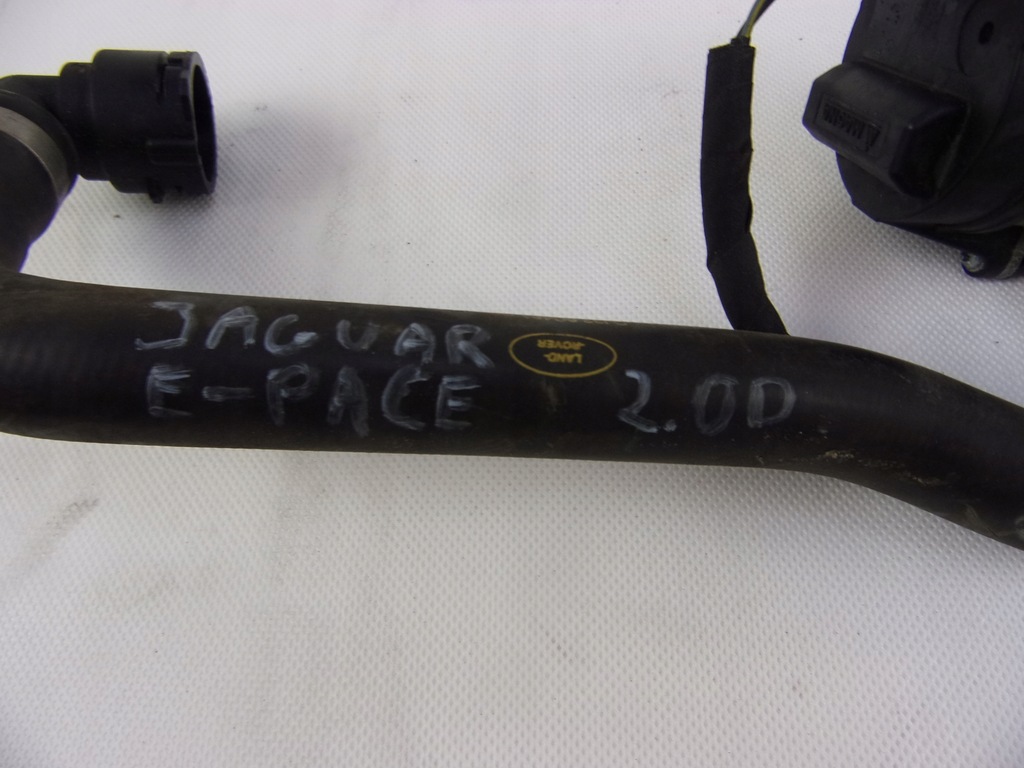 JAGUAR
E-PACE 2.0D
LAND-
ROVER